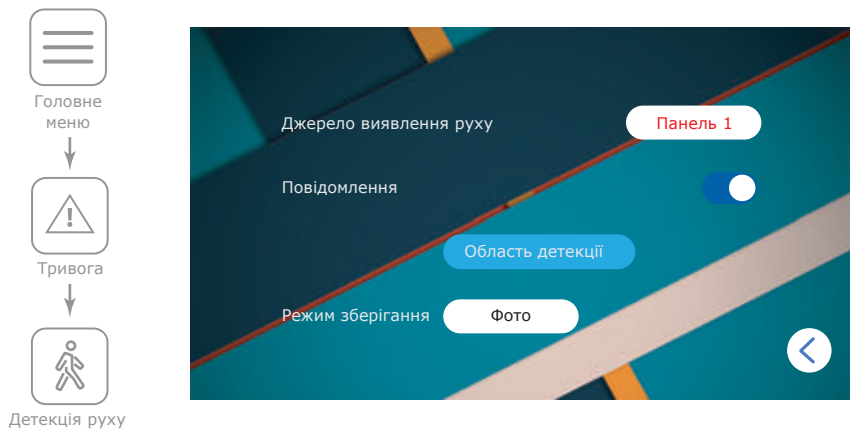 Головне
меню
!
Тривога
Детекція руху
Джерело виявлення руху
Панель 1
Повідомлення
Область детекції
Режим зберігання
Фото